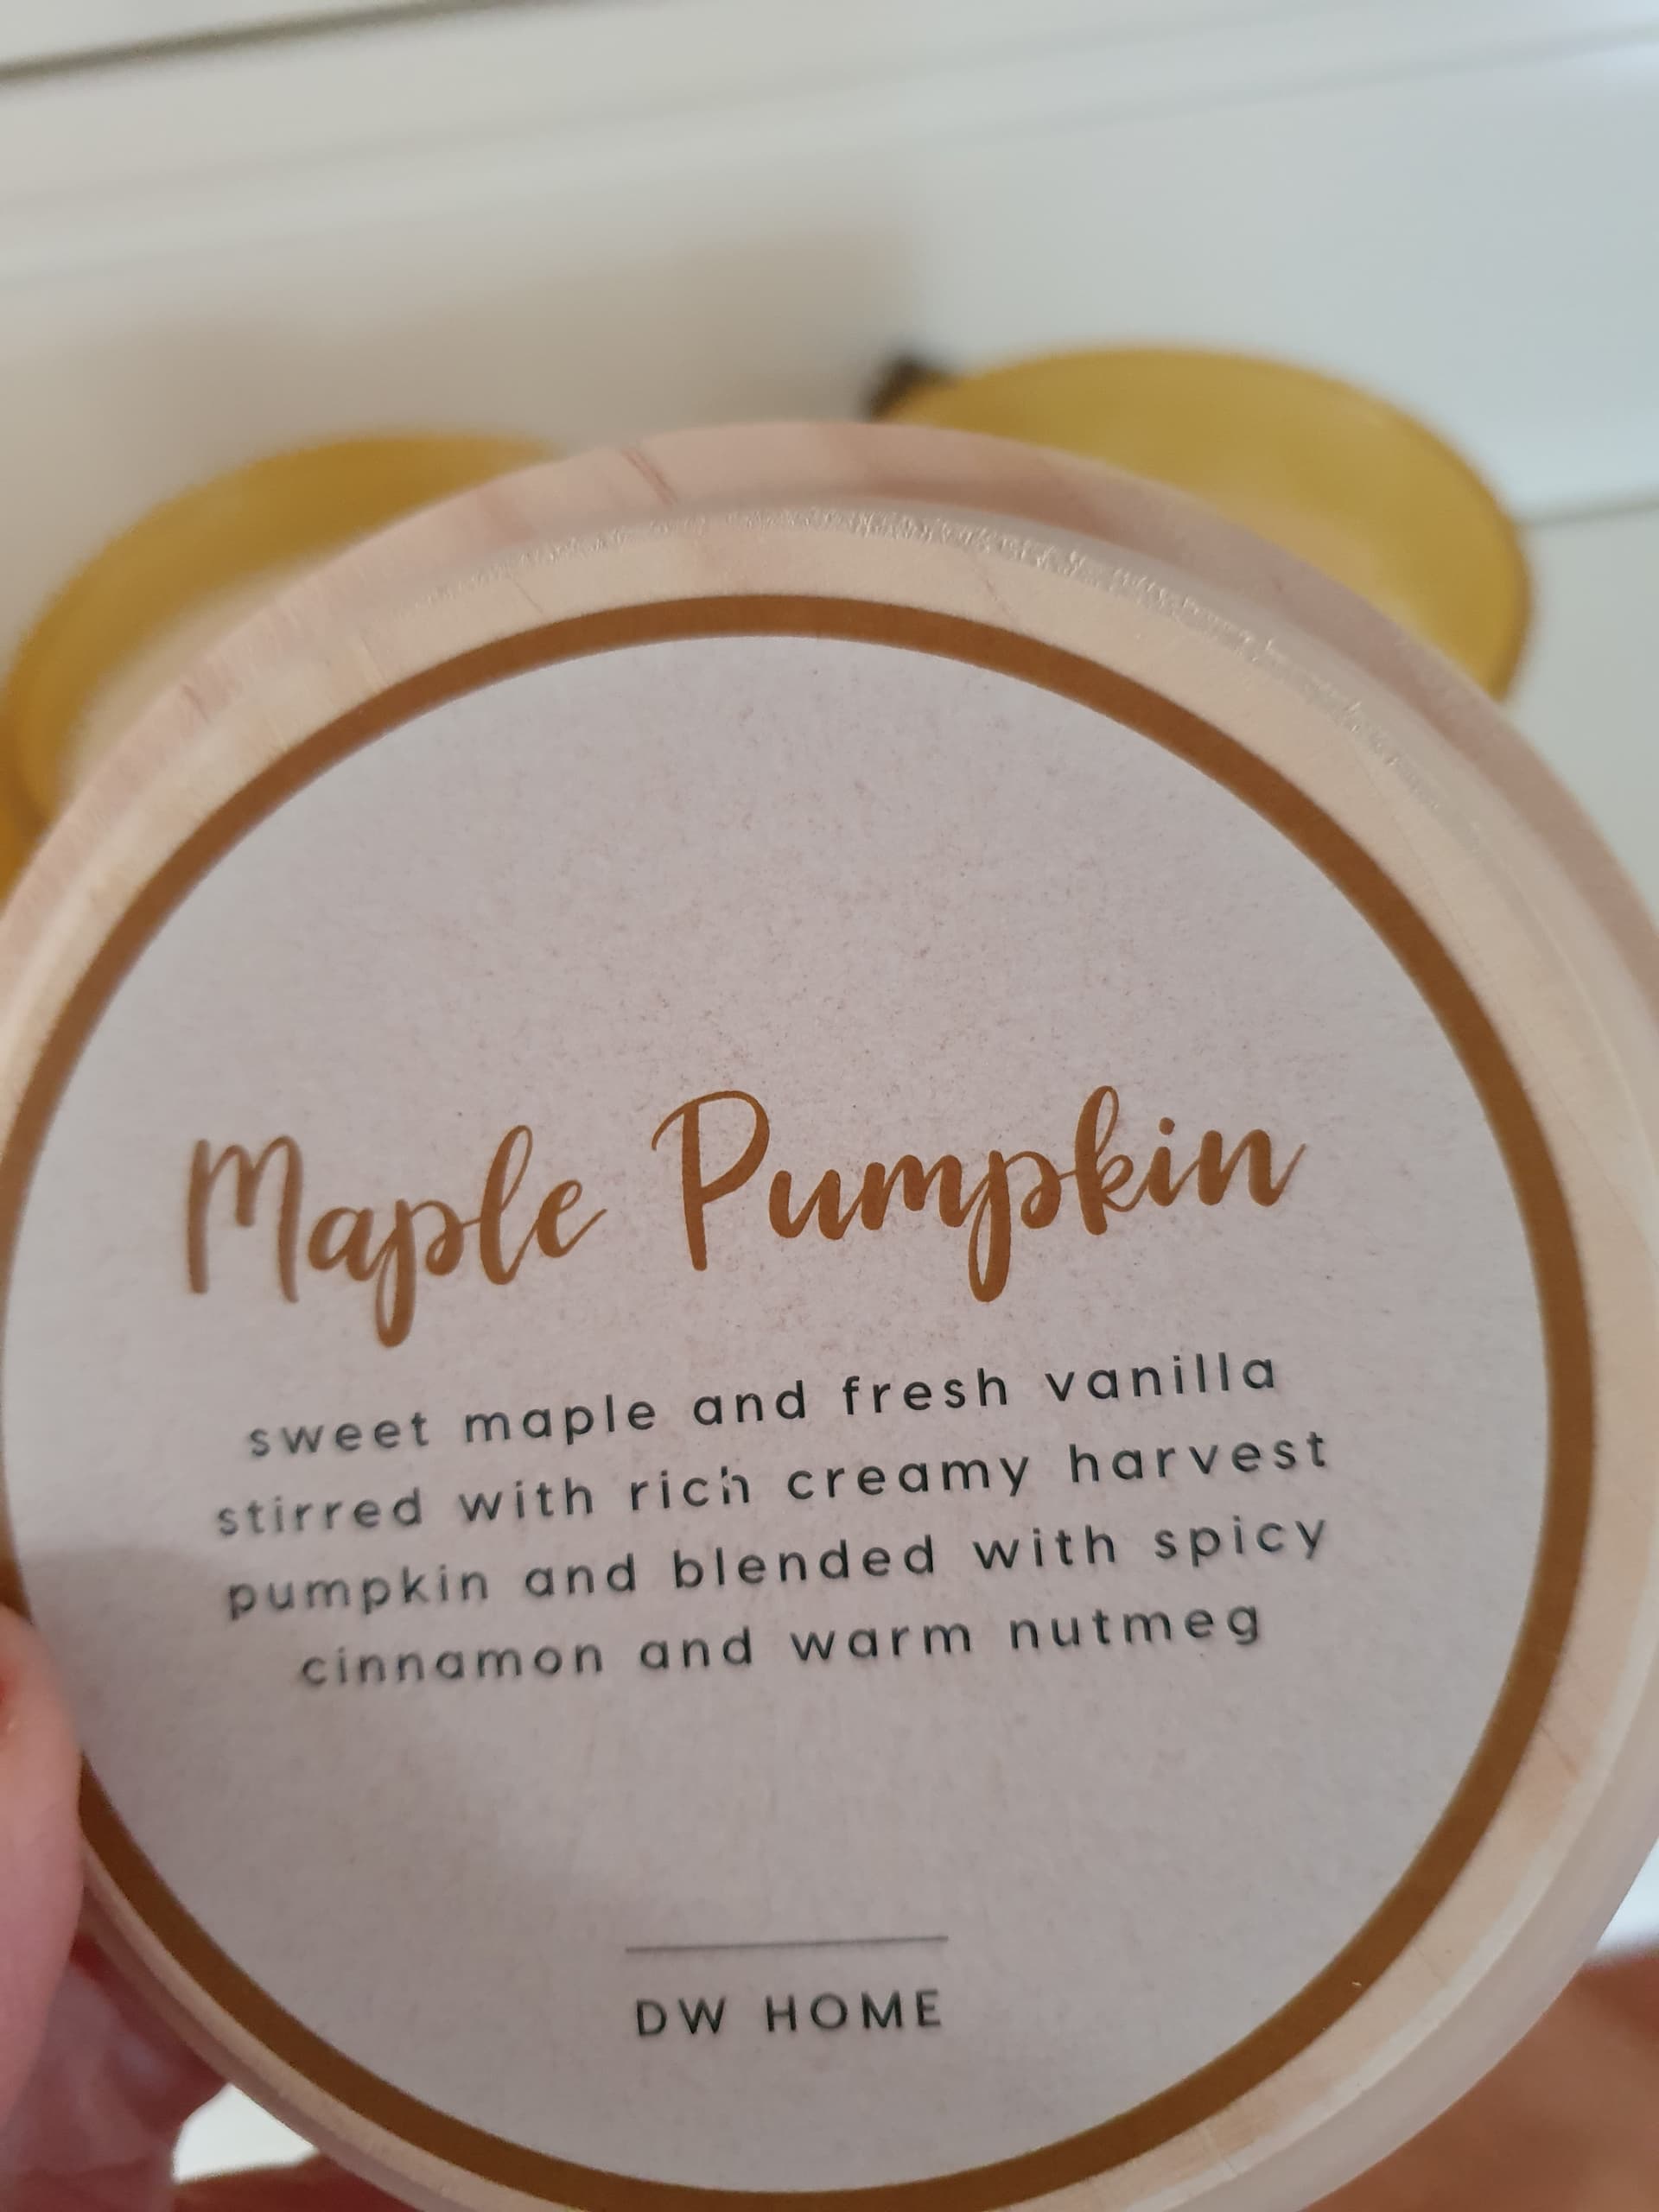 Maple Pumpkin
sweet maple and fresh vanilla
stirred with rich creamy harvest
pumpkin and blended with spicy
cinnamon and warm nutmeg
DW HOME